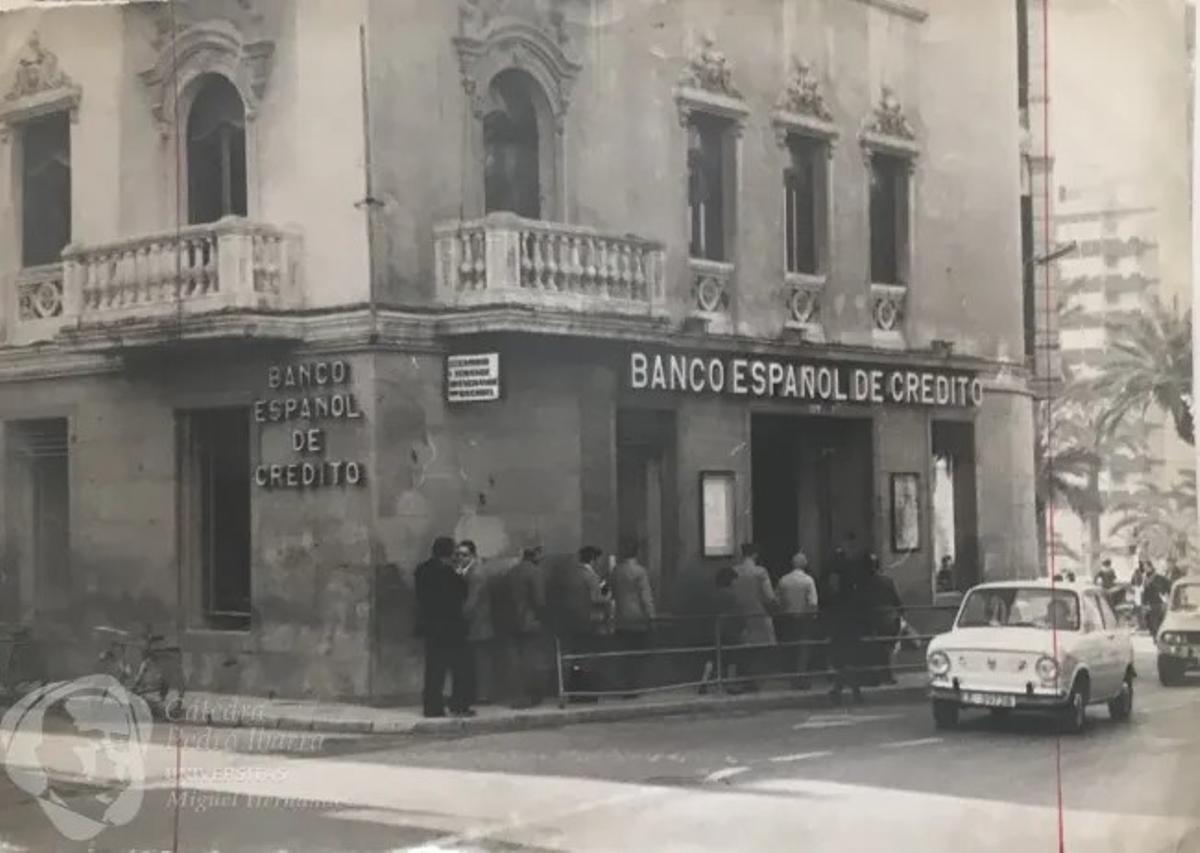 BANCO
ESPAÑOL
DE
CREDITO
BANCO ESPAÑOL DE CREDITO
Cátedra
Pedro Ibarra
UNIVERSITAS
Miguel Hernández